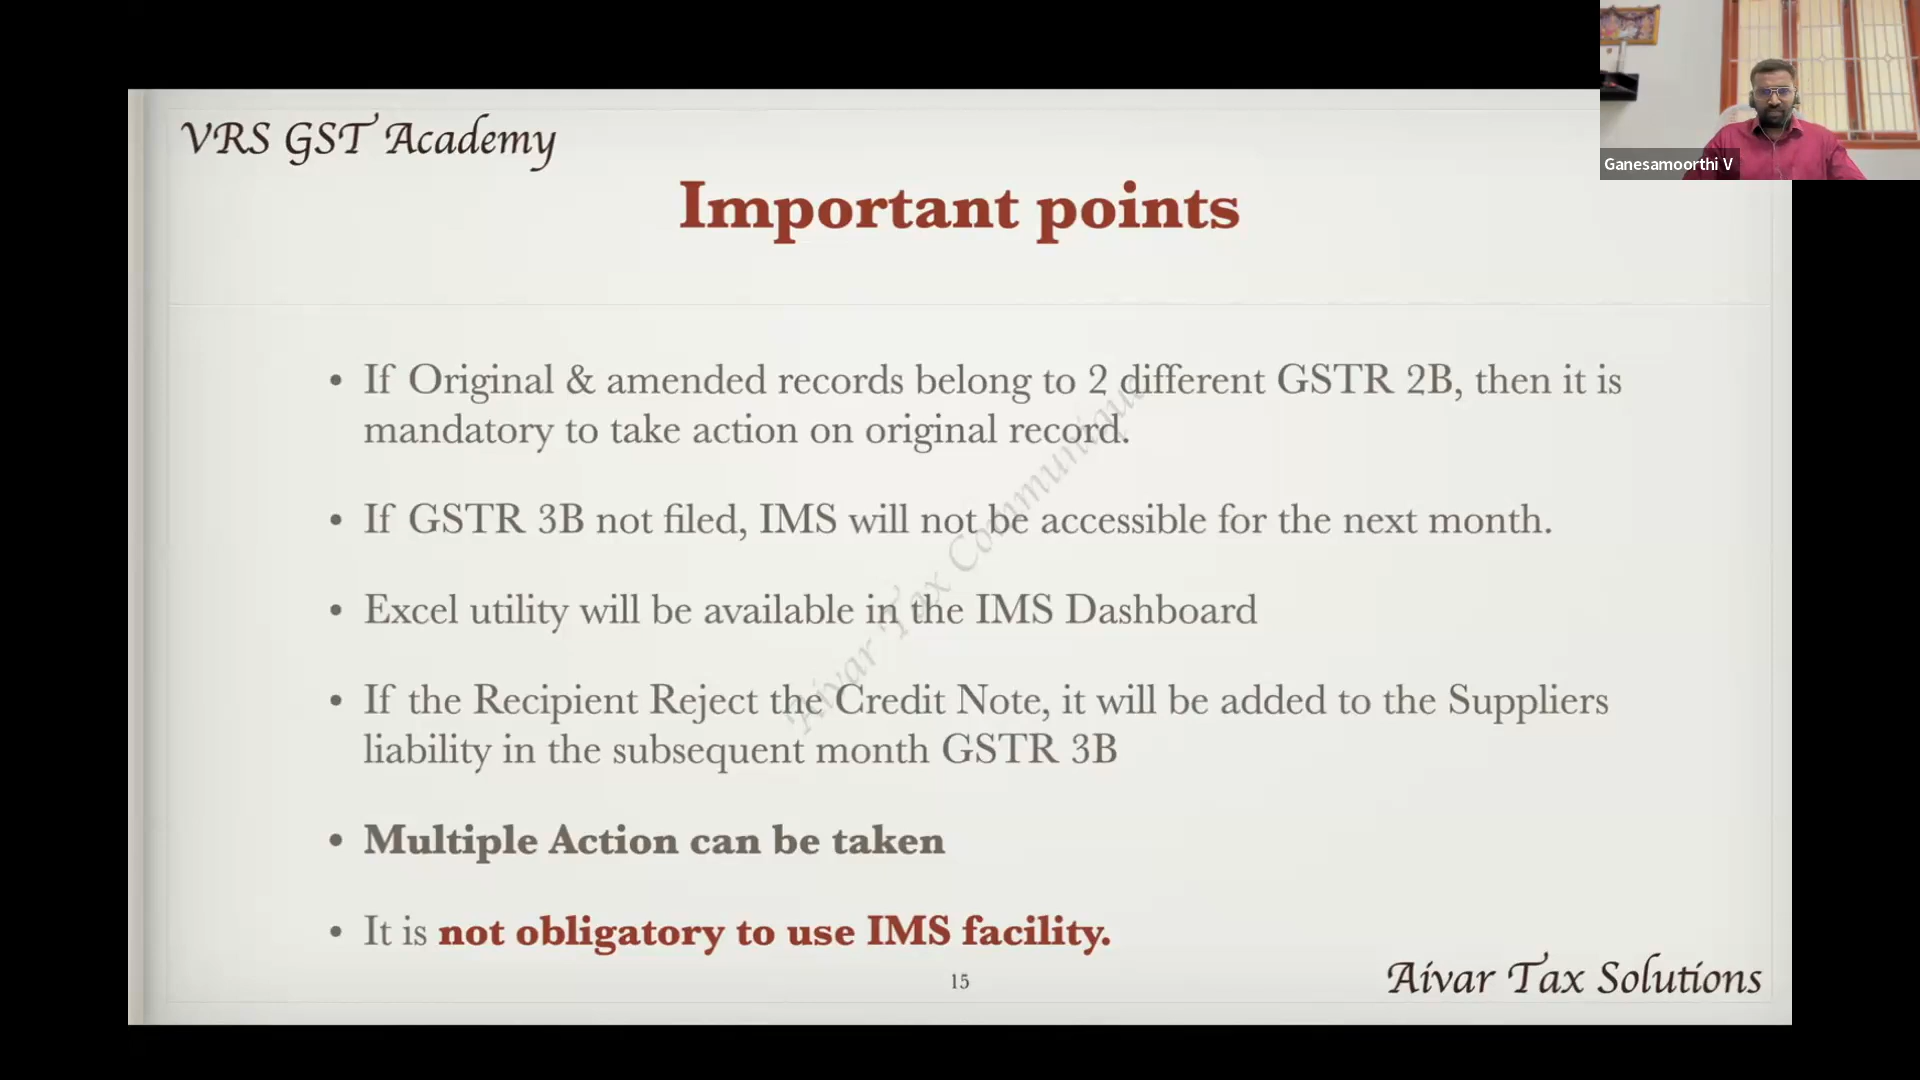 VRS GST Academy
Ganesamoorthi V
Important points
• If Original & amended records belong to 2 different GSTR 2B, then it is
mandatory to take action on original record.
• If GSTR 3B not filed, IMS will not be accessible for the next month.
• Excel utility will be available in the IMS Dashboard
• If the Recipient Reject the Credit Note, it will be added to the Suppliers
liability in the subsequent month GSTR 3B
• Multiple Action can be taken
• It is not obligatory to use IMS facility.
15
Aivar Tax Solutions
Aivar Tax Communique